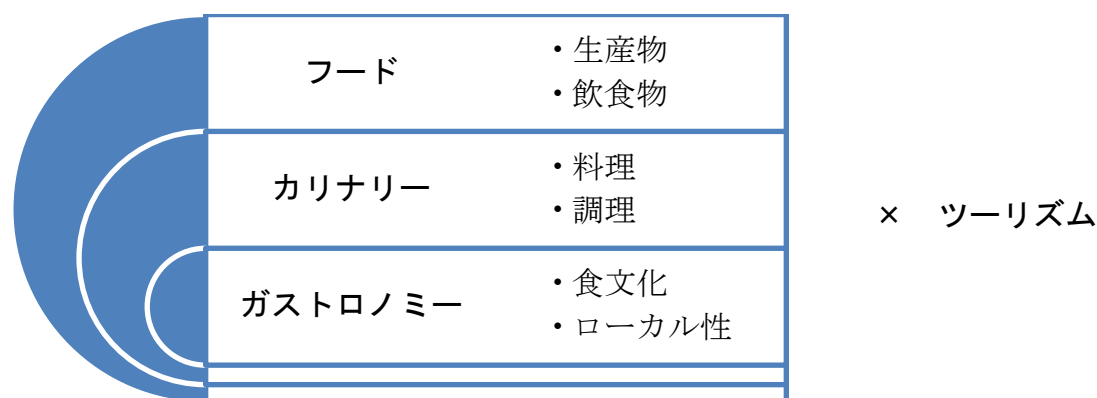 フード
・生産物
・飲食物
カリナリー
・料理
・調理
× ツーリズム
ガストロノミー
・食文化
・ローカル性